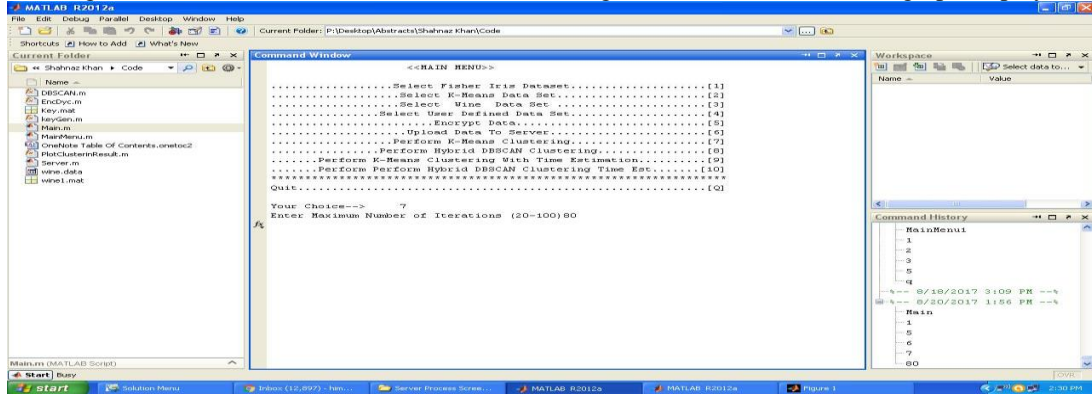 MATLAB R2012a
File Edit Debug Parallel Desktop Window Help
Current Folder: P:\Desktop\Abstracts\Shahnaz Khan\Code
Shortcuts How to Add What's New
Current Folder
« Shahnaz Khan ▸ Code
Name
DBSCAN.m
EncDyc.m
Key.mat
keyGen.m
Main.m
MainMenu.m
OneNote Table Of Contents.onetoc2
PlotClusterinResult.m
Server.m
wine.data
wine1.mat
Main.m (MATLAB Script)
Command Window
<<MAIN MENU>>
.................Select Fisher Iris Dataset...................[1]
..................Select K-Means Data Set.....................[2]
..................Select Wine Data Set .....................[3]
...............Select User Defined Data Set...................[4]
.......................Encrypt Data...........................[5]
...................Upload Data To Server......................[6]
.................Perform K-Means Clustering...................[7]
...............Perform Hybrid DBSCAN Clustering...............[8]
.......Perform K-Means Clustering With Time Estimation.........[9]
.......Perform Perform Hybrid DBSCAN Clustering Time Est.......[10]
*****************************************************************
Quit..........................................................[Q]
Your Choice--> 7
Enter Maximum Number of Iterations (20-100)80
fx
Workspace
Select data to...
Name Value
Command History
MainMenu1
1
2
3
5
q
%-- 8/18/2017 3:09 PM --%
%-- 8/20/2017 1:56 PM --%
Main
1
5
6
7
80
Start Busy
OVR
start
Solution Menu
Inbox (12,897) - him...
Server Process Scree...
MATLAB R2012a
MATLAB R2012a
Figure 1
2:30 PM